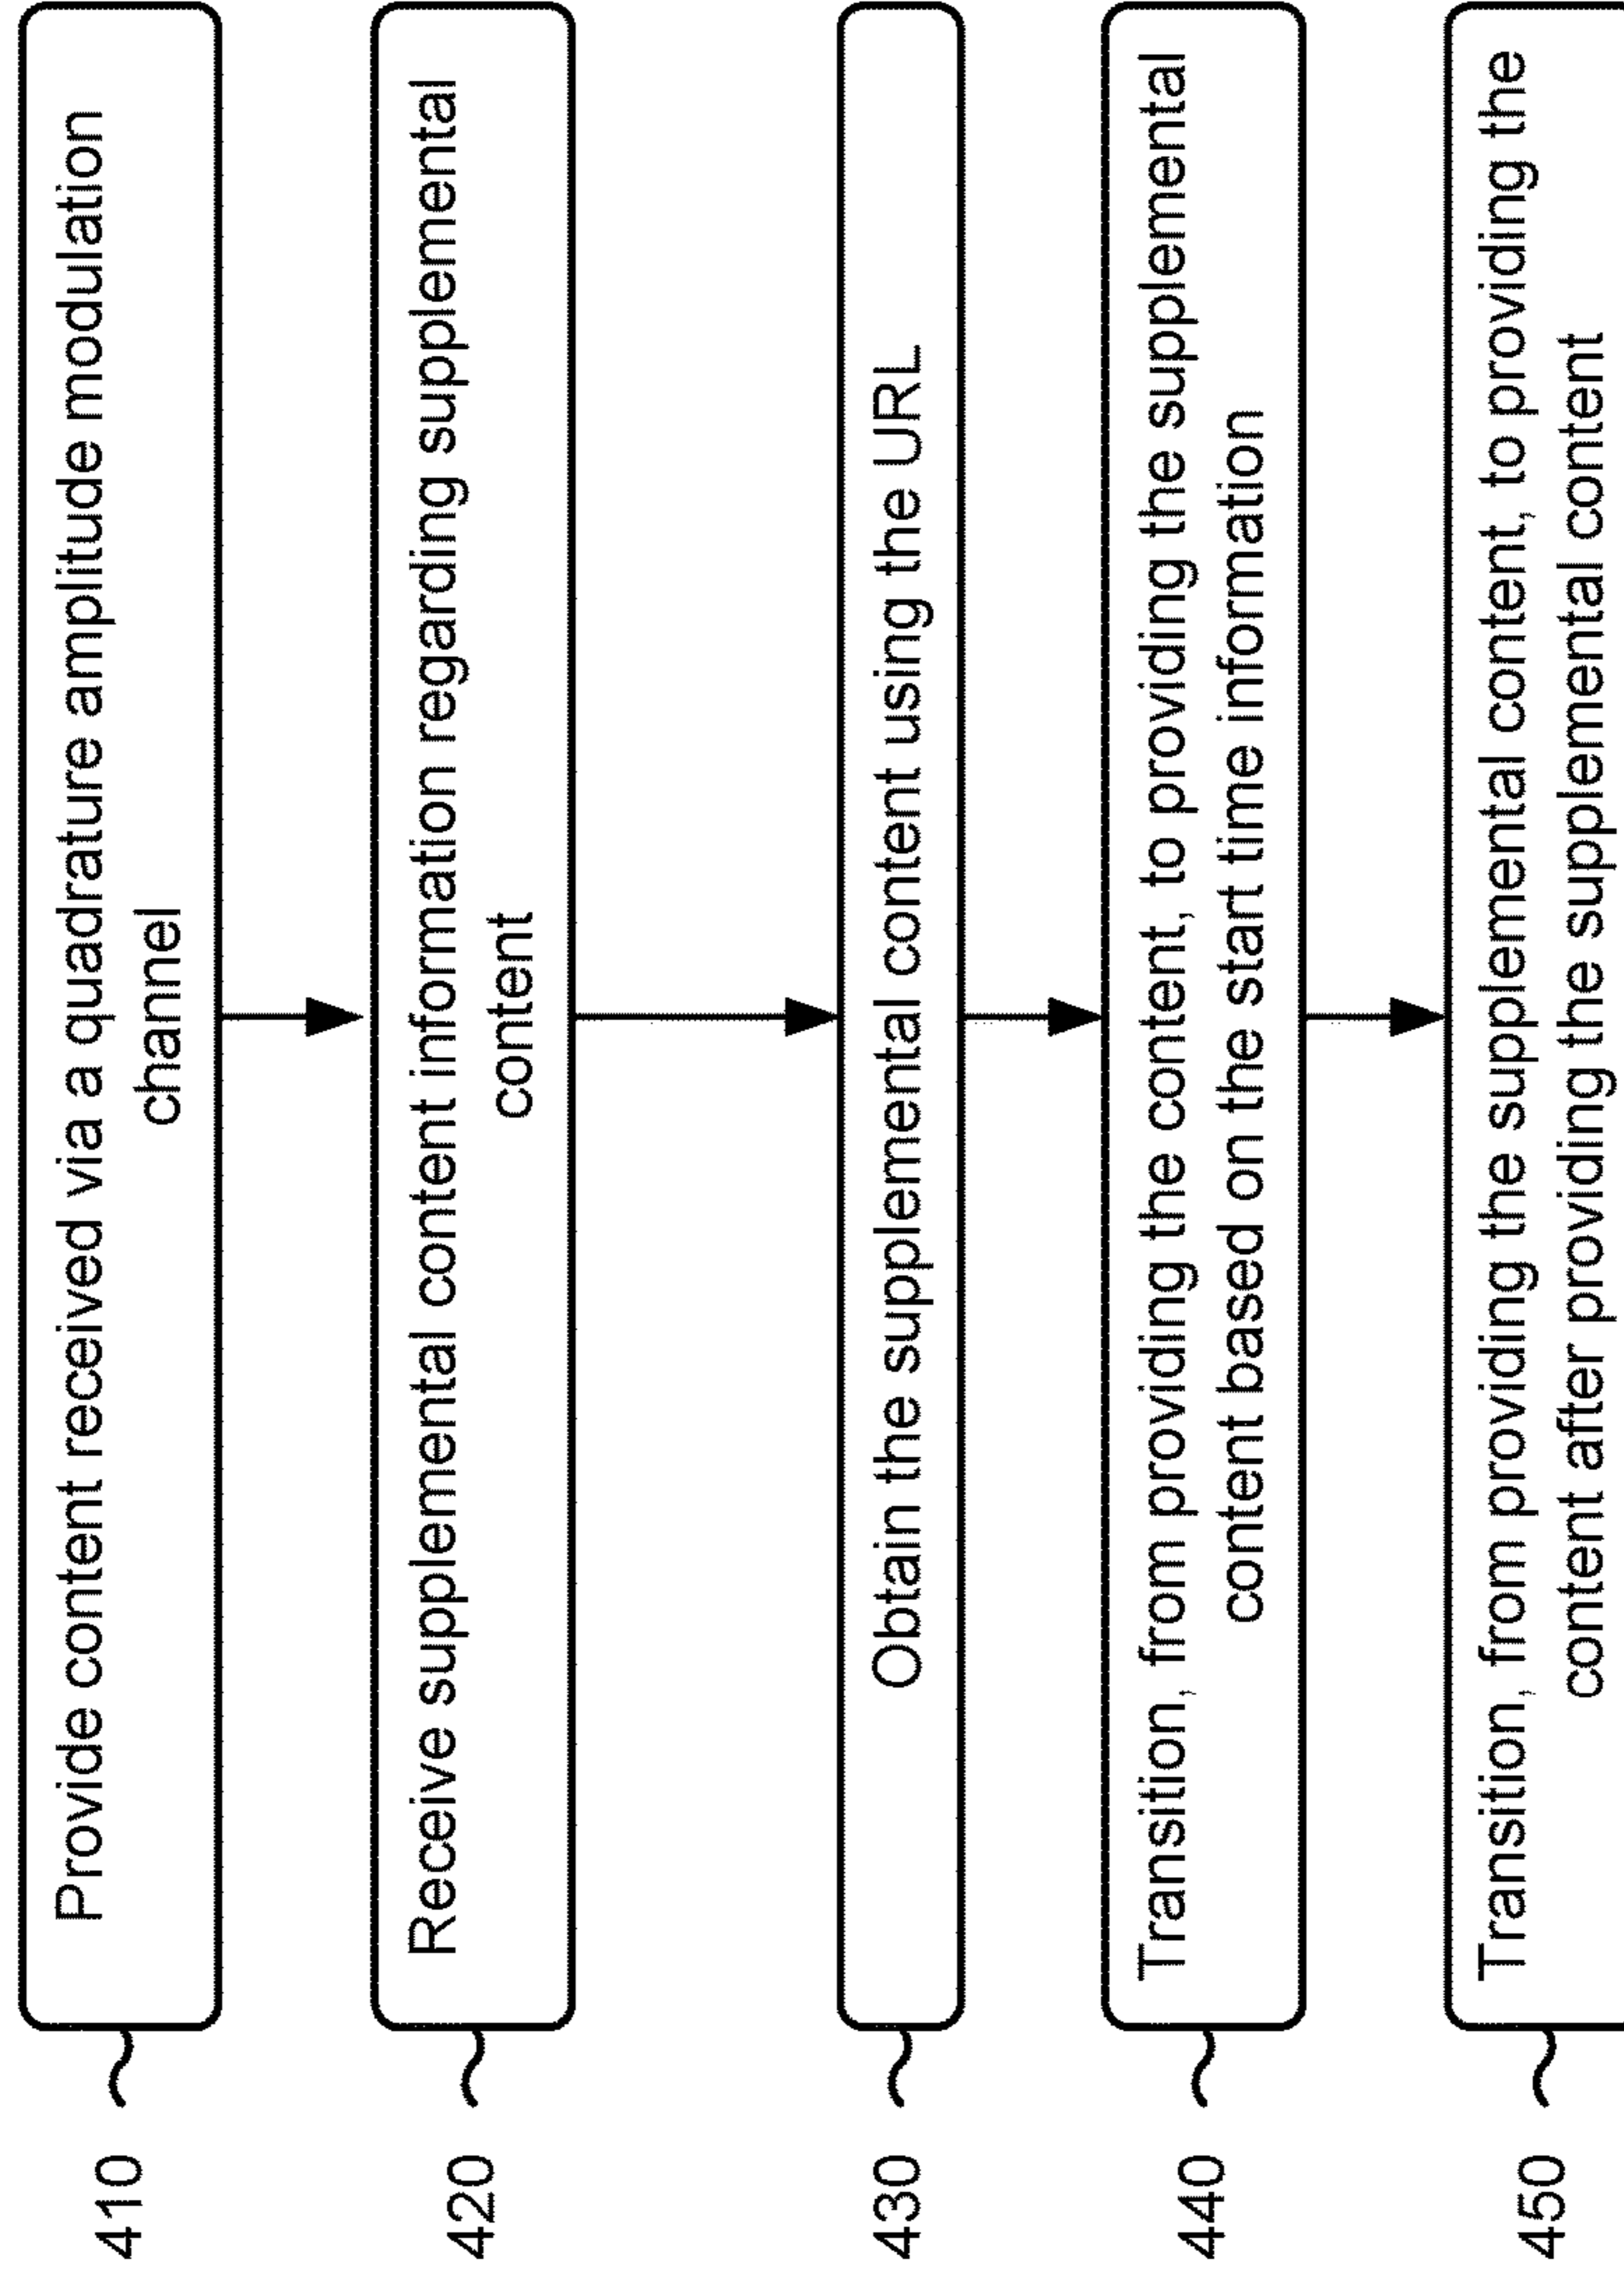 410
Provide content received via a quadrature amplitude modulation
channel
420
Receive supplemental content information regarding supplemental
content
430
Obtain the supplemental content using the URL
440
Transition, from providing the content, to providing the supplemental
content based on the start time information
450
Transition, from providing the supplemental content, to providing the
content after providing the supplemental content